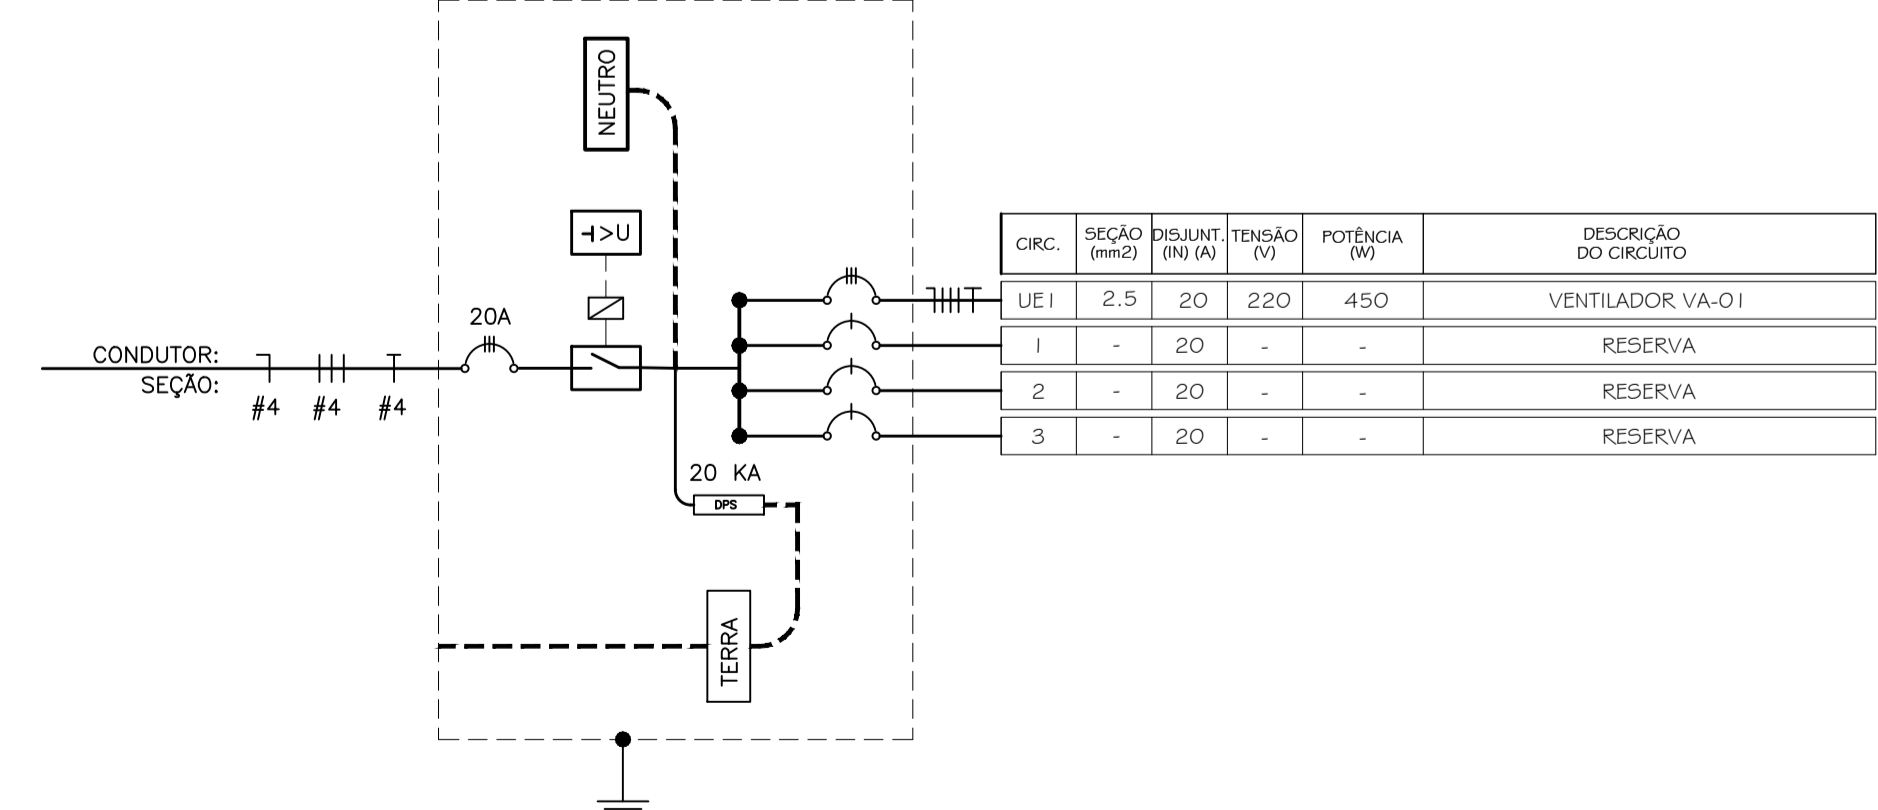 NEUTRO
⊣>U
20A
CONDUTOR:
SEÇÃO:
#4 #4 #4
20 KA
DPS
TERRA
CIRC. SEÇÃO (mm2) DISJUNT. (IN) (A) TENSÃO (V) POTÊNCIA (W) DESCRIÇÃO DO CIRCUITO
UE1 2.5 20 220 450 VENTILADOR VA-01
1 - 20 - - RESERVA
2 - 20 - - RESERVA
3 - 20 - - RESERVA